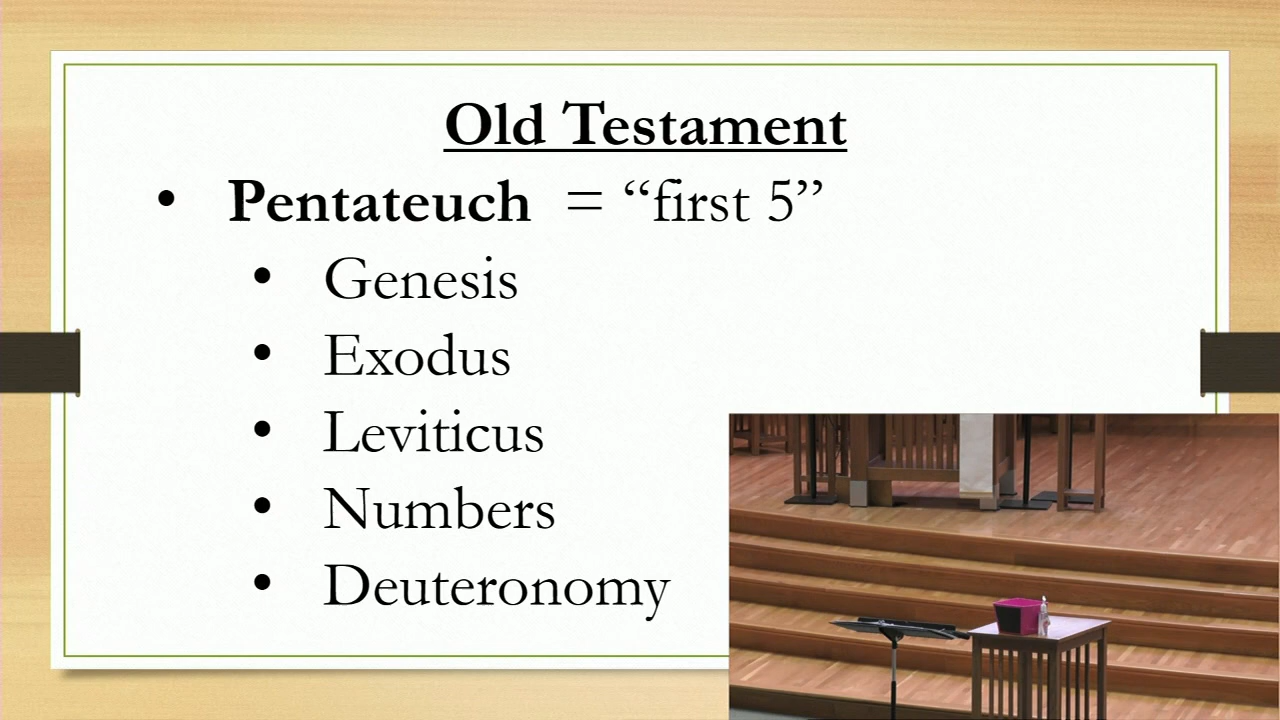 Old Testament
• Pentateuch = “first 5”
• Genesis
• Exodus
• Leviticus
• Numbers
• Deuteronomy